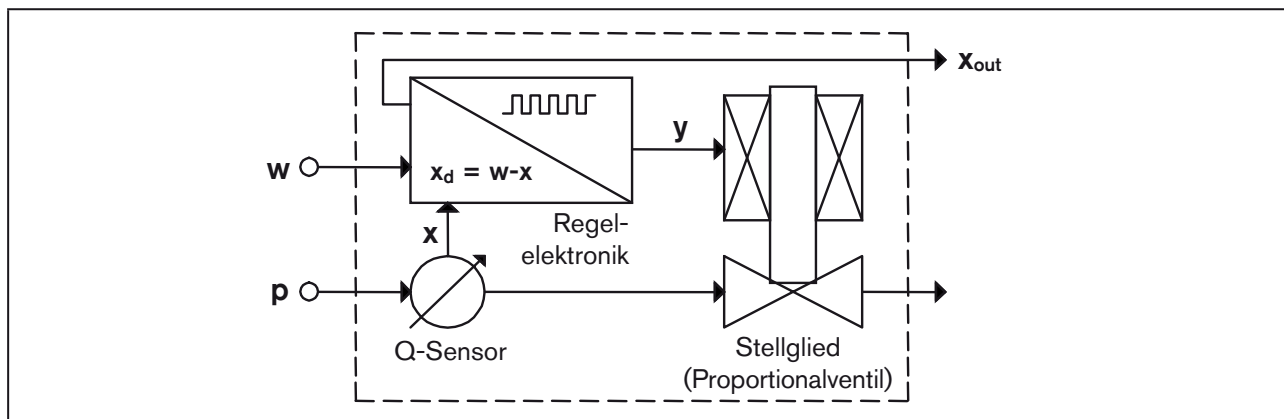 xout
y
w
xd = w-x
Regel-
elektronik
x
p
Q-Sensor
Stellglied
(Proportionalventil)